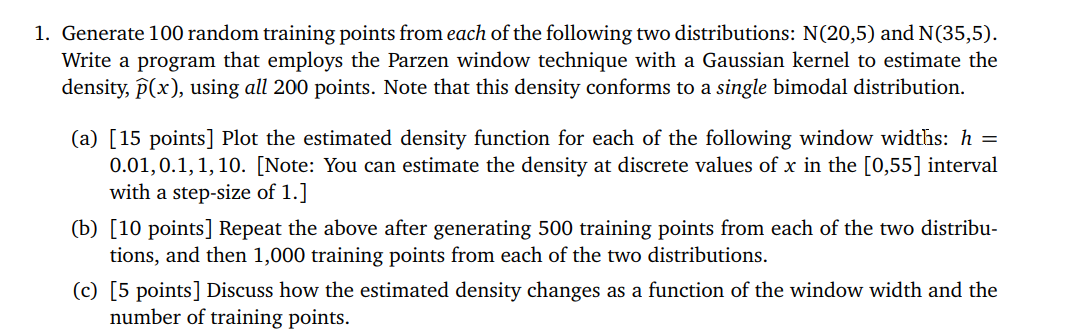 1. Generate 100 random training points from each of the following two distributions: N(20,5) and N(35,5).
Write a program that employs the Parzen window technique with a Gaussian kernel to estimate the
density, p̂(x), using all 200 points. Note that this density conforms to a single bimodal distribution.
(a) [15 points] Plot the estimated density function for each of the following window widths: h =
0.01, 0.1, 1, 10. [Note: You can estimate the density at discrete values of x in the [0,55] interval
with a step-size of 1.]
(b) [10 points] Repeat the above after generating 500 training points from each of the two distribu-
tions, and then 1,000 training points from each of the two distributions.
(c) [5 points] Discuss how the estimated density changes as a function of the window width and the
number of training points.